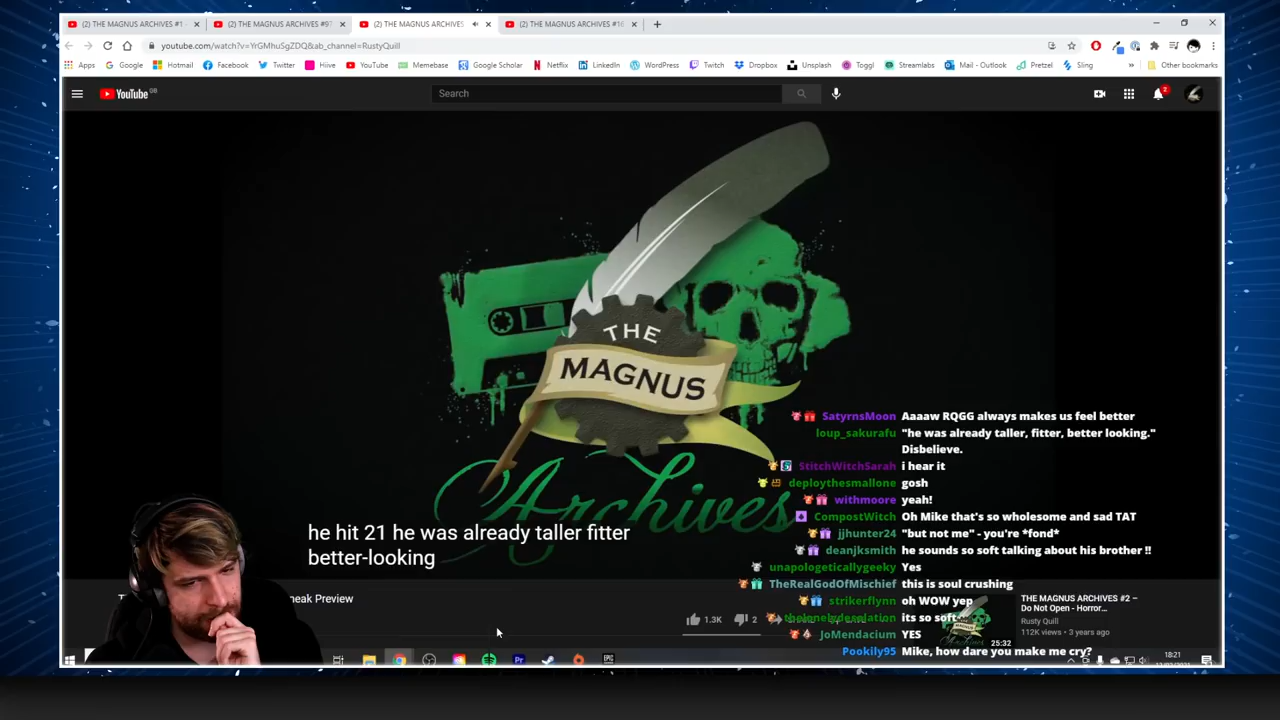 (2) THE MAGNUS ARCHIVES #1 -
(2) THE MAGNUS ARCHIVES #97
(2) THE MAGNUS ARCHIVES
(2) THE MAGNUS ARCHIVES #16
youtube.com/watch?v=YrGMhuSgZDQ&ab_channel=RustyQuill
Apps
Google
Hotmail
Facebook
Twitter
Hiive
YouTube
Memebase
Google Scholar
Netflix
LinkedIn
WordPress
Twitch
Dropbox
Unsplash
Toggl
Streamlabs
Mail - Outlook
Pretzel
Sling
»
Other bookmarks
YouTube GB
Search
2
THE
MAGNUS
Archives
SatyrnsMoon Aaaaw RQGG always makes us feel better
loup_sakurafu "he was already taller, fitter, better looking."
Disbelieve.
StitchWitchSarah i hear it
deploythesmallone gosh
withmoore yeah!
CompostWitch Oh Mike that's so wholesome and sad TAT
jjhunter24 "but not me" - you're *fond*
deanjksmith he sounds so soft talking about his brother !!
unapologeticallygeeky Yes
TheRealGodOfMischief this is soul crushing
strikerflynn oh WOW yep
thelonelydesolation its so soft
JoMendacium YES
Pookily95 Mike, how dare you make me cry?
he hit 21 he was already taller fitter
better-looking
Sneak Preview
1.3K
2
THE MAGNUS ARCHIVES #2 ~
Do Not Open - Horror...
Rusty Quill
112K views • 3 years ago
25:32
18:21